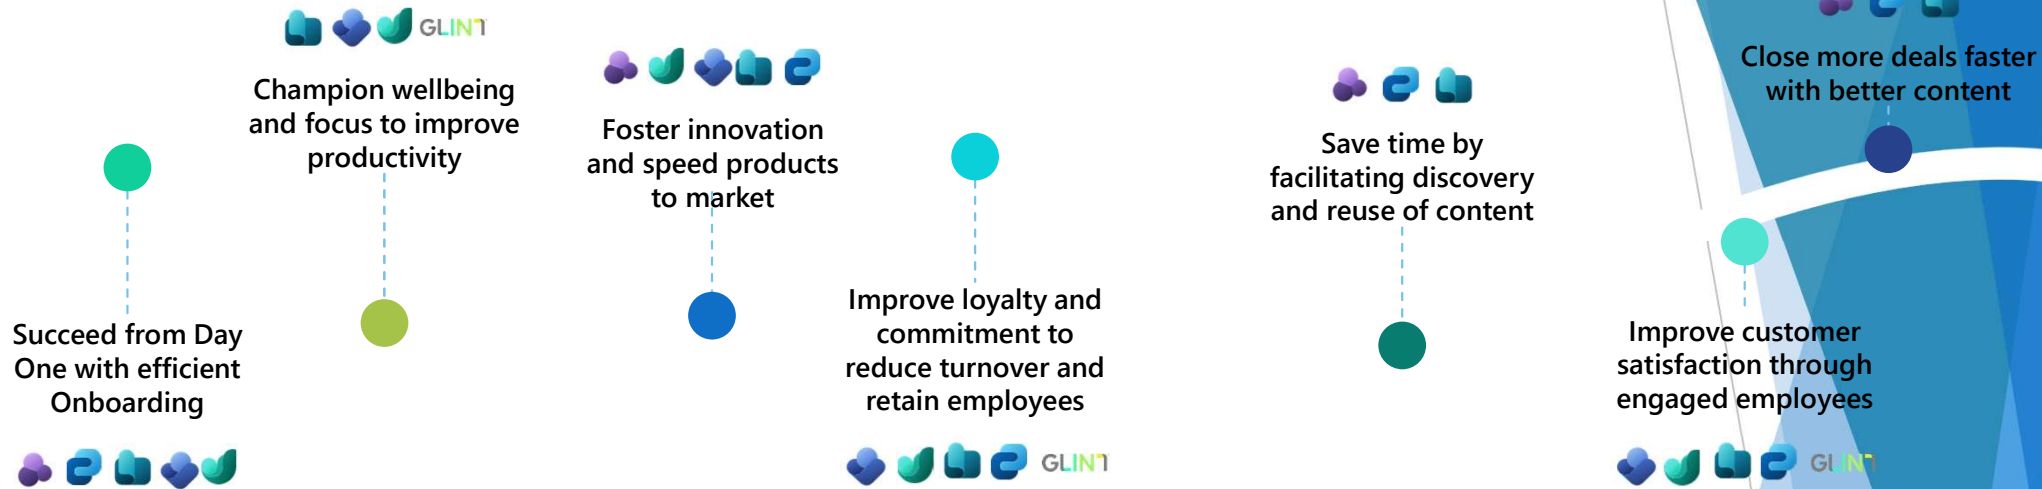 GLINT
Champion wellbeing
and focus to improve
productivity
Foster innovation
and speed products
to market
Succeed from Day
One with efficient
Onboarding
Improve loyalty and
commitment to
reduce turnover and
retain employees
GLINT
Save time by
facilitating discovery
and reuse of content
Close more deals faster
with better content
Improve customer
satisfaction through
engaged employees
GLINT